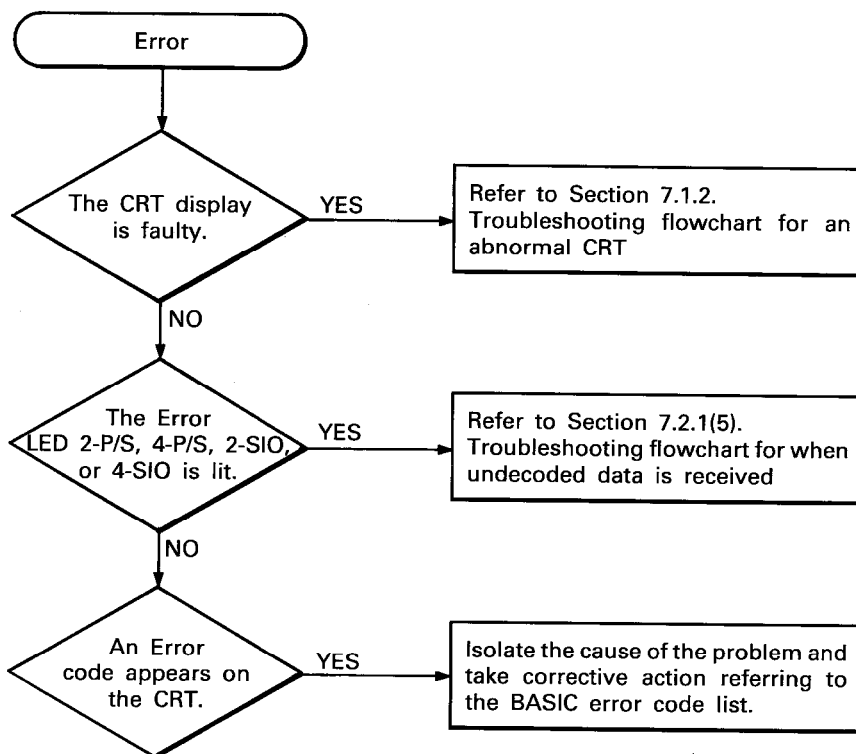 Error
The CRT display
is faulty.
YES
Refer to Section 7.1.2.
Troubleshooting flowchart for an
abnormal CRT
NO
The Error
LED 2-P/S, 4-P/S, 2-SIO,
or 4-SIO is lit.
YES
Refer to Section 7.2.1(5).
Troubleshooting flowchart for when
undecoded data is received
NO
An Error
code appears on
the CRT.
YES
Isolate the cause of the problem and
take corrective action referring to
the BASIC error code list.